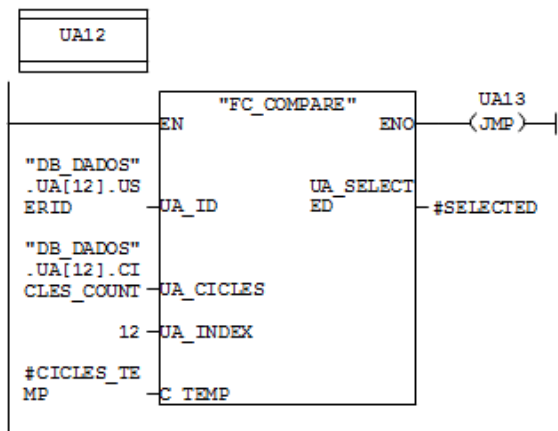 UA12
"FC_COMPARE"
UA13
EN
ENO
(JMP)
"DB_DADOS"
.UA[12].US
ERID
UA_ID
UA_SELECT
ED
#SELECTED
"DB_DADOS"
.UA[12].CI
CLES_COUNT
UA_CICLES
12
UA_INDEX
#CICLES_TE
MP
C_TEMP